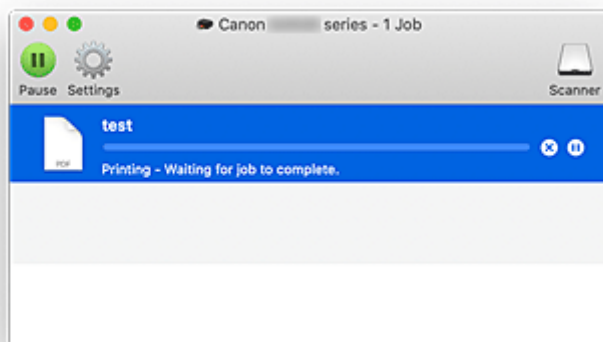 Canon series - 1 Job
Pause Settings Scanner
test
PDF
Printing - Waiting for job to complete.